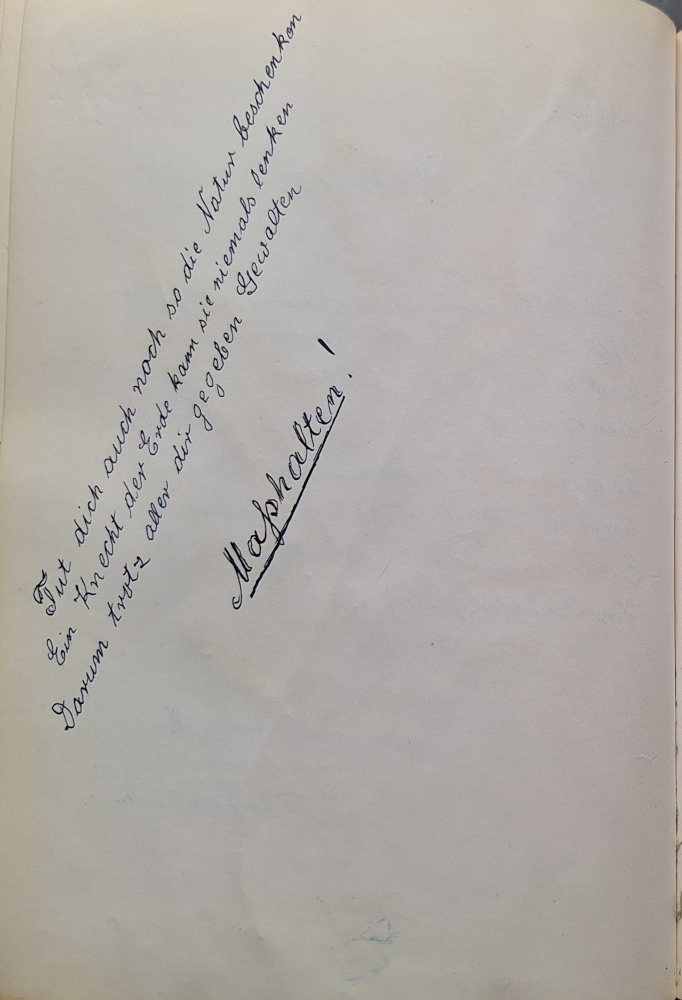 Tut dich auch noch so die Natur beschenken
Ein Knecht der Erde kann sie niemals lenken
Darum trotz aller dir gegeben Gewalten
Maßhalten!